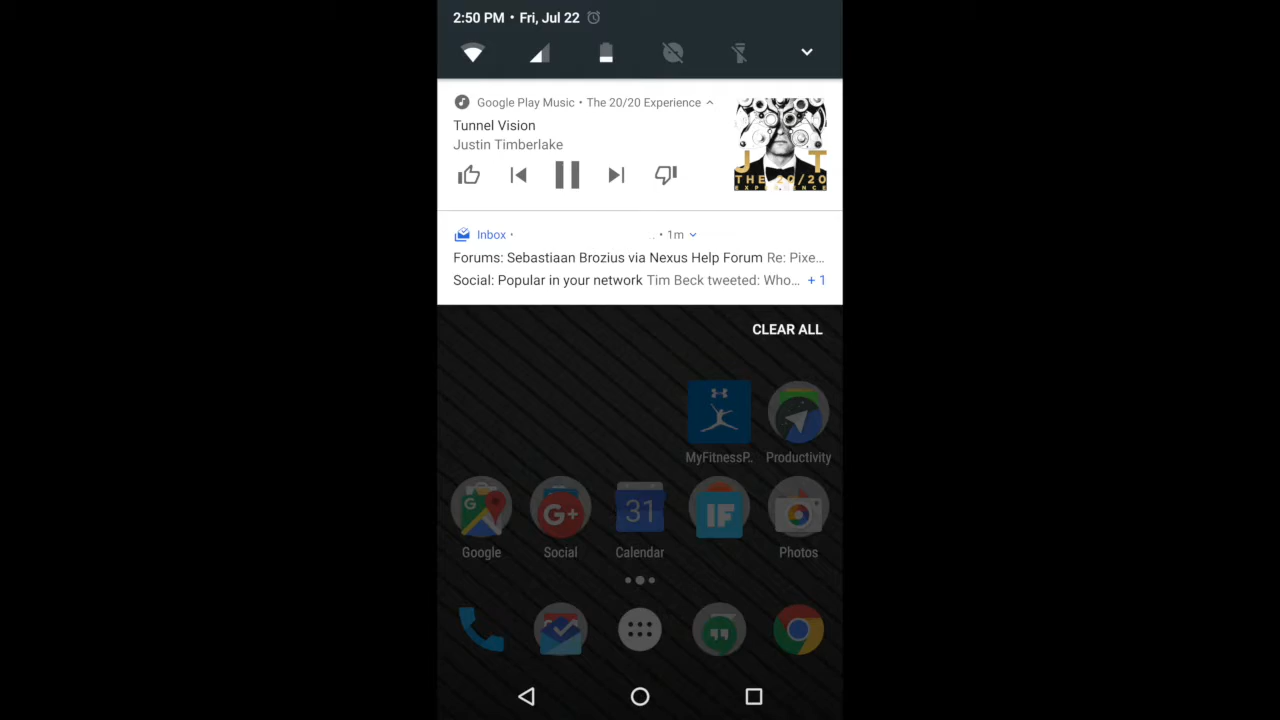 2:50 PM • Fri, Jul 22
Google Play Music • The 20/20 Experience
Tunnel Vision
Justin Timberlake
J T
THE 20/20
EXPERIENCE
Inbox • . • 1m
Forums: Sebastiaan Brozius via Nexus Help Forum Re: Pixe...
Social: Popular in your network Tim Beck tweeted: Who... + 1
CLEAR ALL
MyFitnessP.. Productivity
G G+ 31 IF
Google Social Calendar Photos